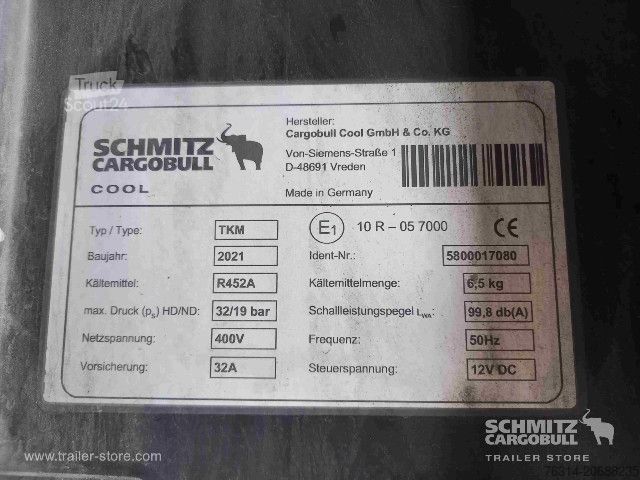 Truck
Scout24
SCHMITZ
CARGOBULL
COOL
Hersteller:
Cargobull Cool GmbH & Co. KG
Von-Siemens-Straße 1
D-48691 Vreden
Made in Germany
Typ / Type: TKM E1 10 R – 05 7000 CE
Baujahr: 2021 Ident-Nr.: 5800017080
Kältemittel: R452A Kältemittelmenge: 6,5 kg
max. Druck (ps) HD/ND: 32/19 bar Schallleistungspegel LWA: 99,8 db(A)
Netzspannung: 400V Frequenz: 50Hz
Vorsicherung: 32A Steuerspannung: 12V DC
www.trailer-store.com
SCHMITZ
CARGOBULL
TRAILER STORE